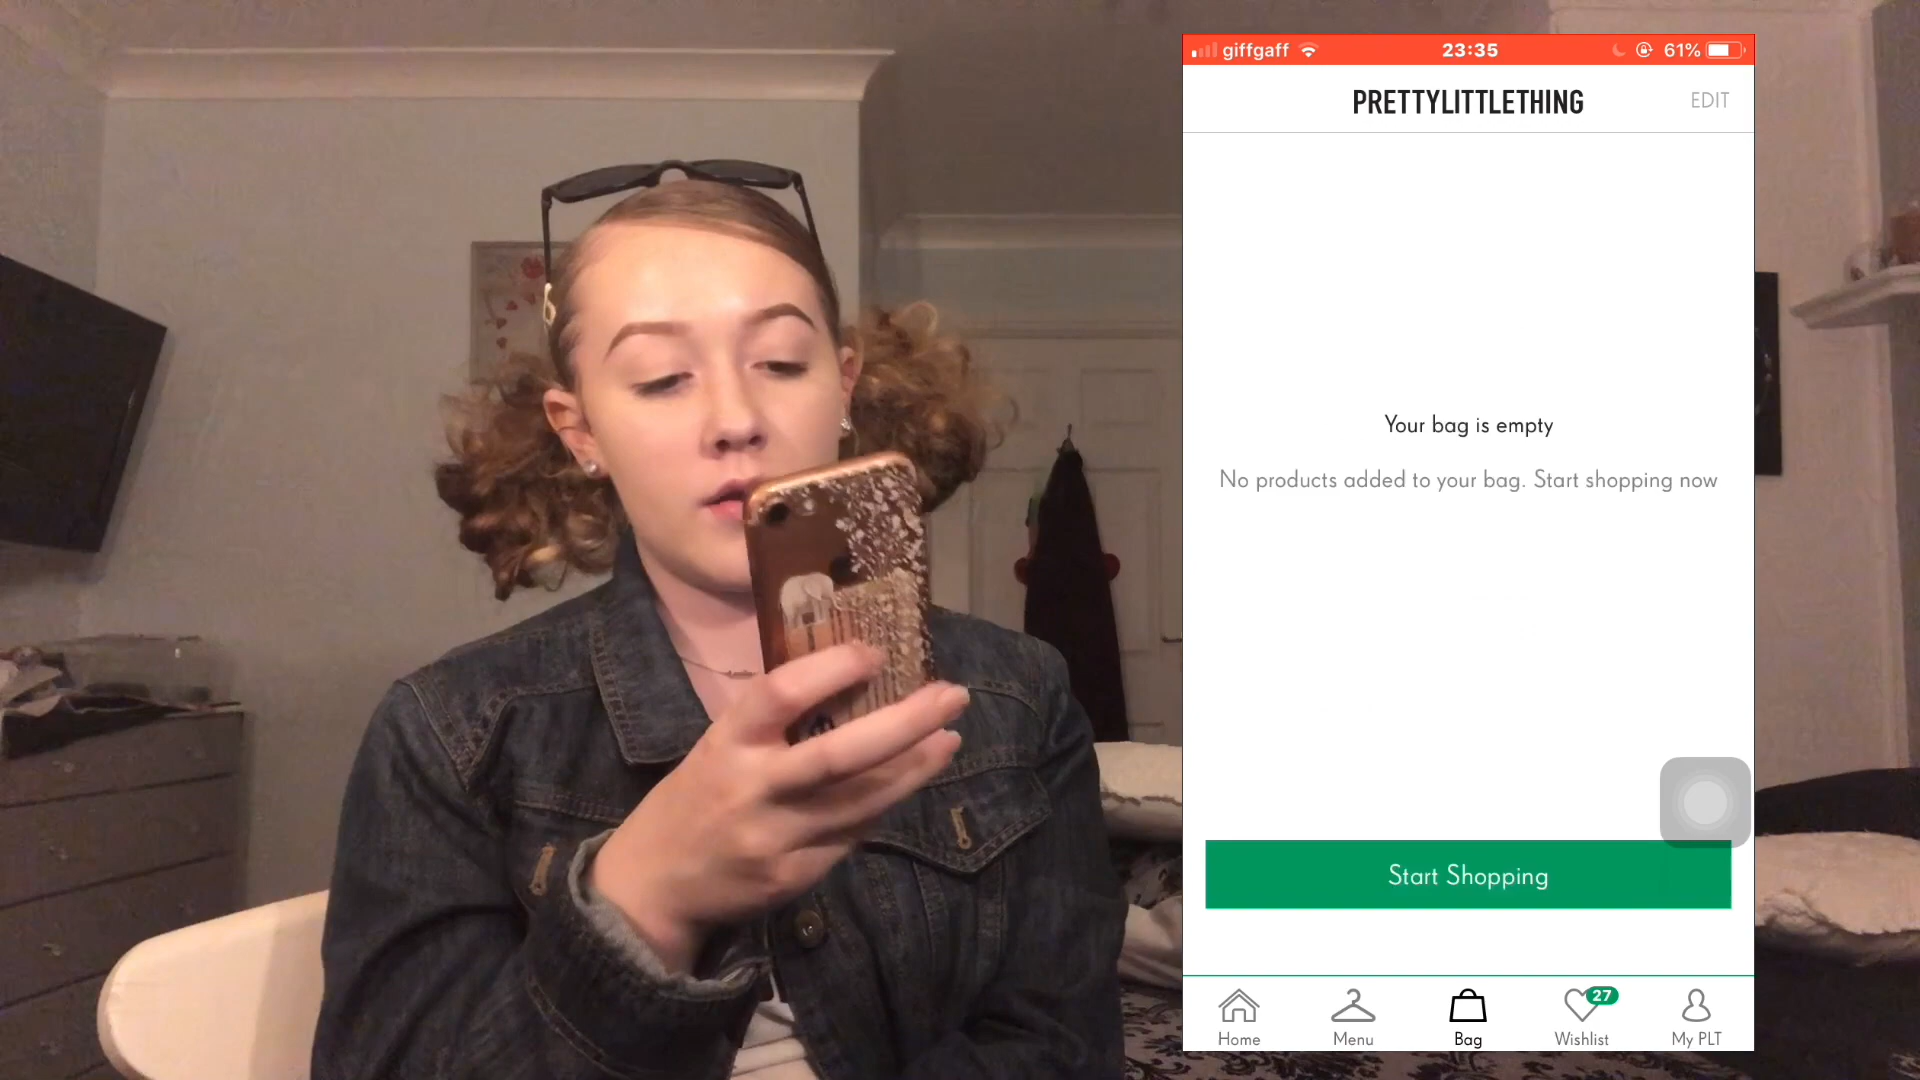 giffgaff 23:35 61%
PRETTYLITTLETHING EDIT
Your bag is empty
No products added to your bag. Start shopping now
Start Shopping
27
Home Menu Bag Wishlist My PLT